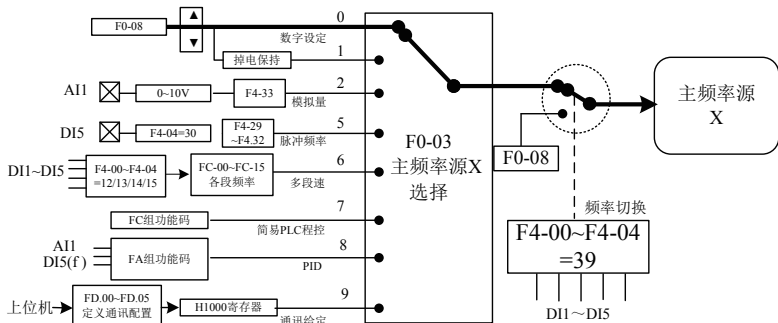 F0-08
▲
▼
0
数字设定
掉电保持
1
AI1
0~10V
F4-33
2
模拟量
DI5
F4-04=30
F4-29
~F4.32
5
脉冲频率
DI1~DI5
F4-00~F4-04
=12/13/14/15
FC-00~FC-15
各段频率
6
多段速
FC组功能码
7
简易PLC程控
AI1
DI5(f)
FA组功能码
8
PID
上位机
FD.00~FD.05
定义通讯配置
H1000寄存器
9
通讯给定
F0-03
主频率源X
选择
F0-08
主频率源
X
频率切换
F4-00~F4-04
=39
DI1~DI5